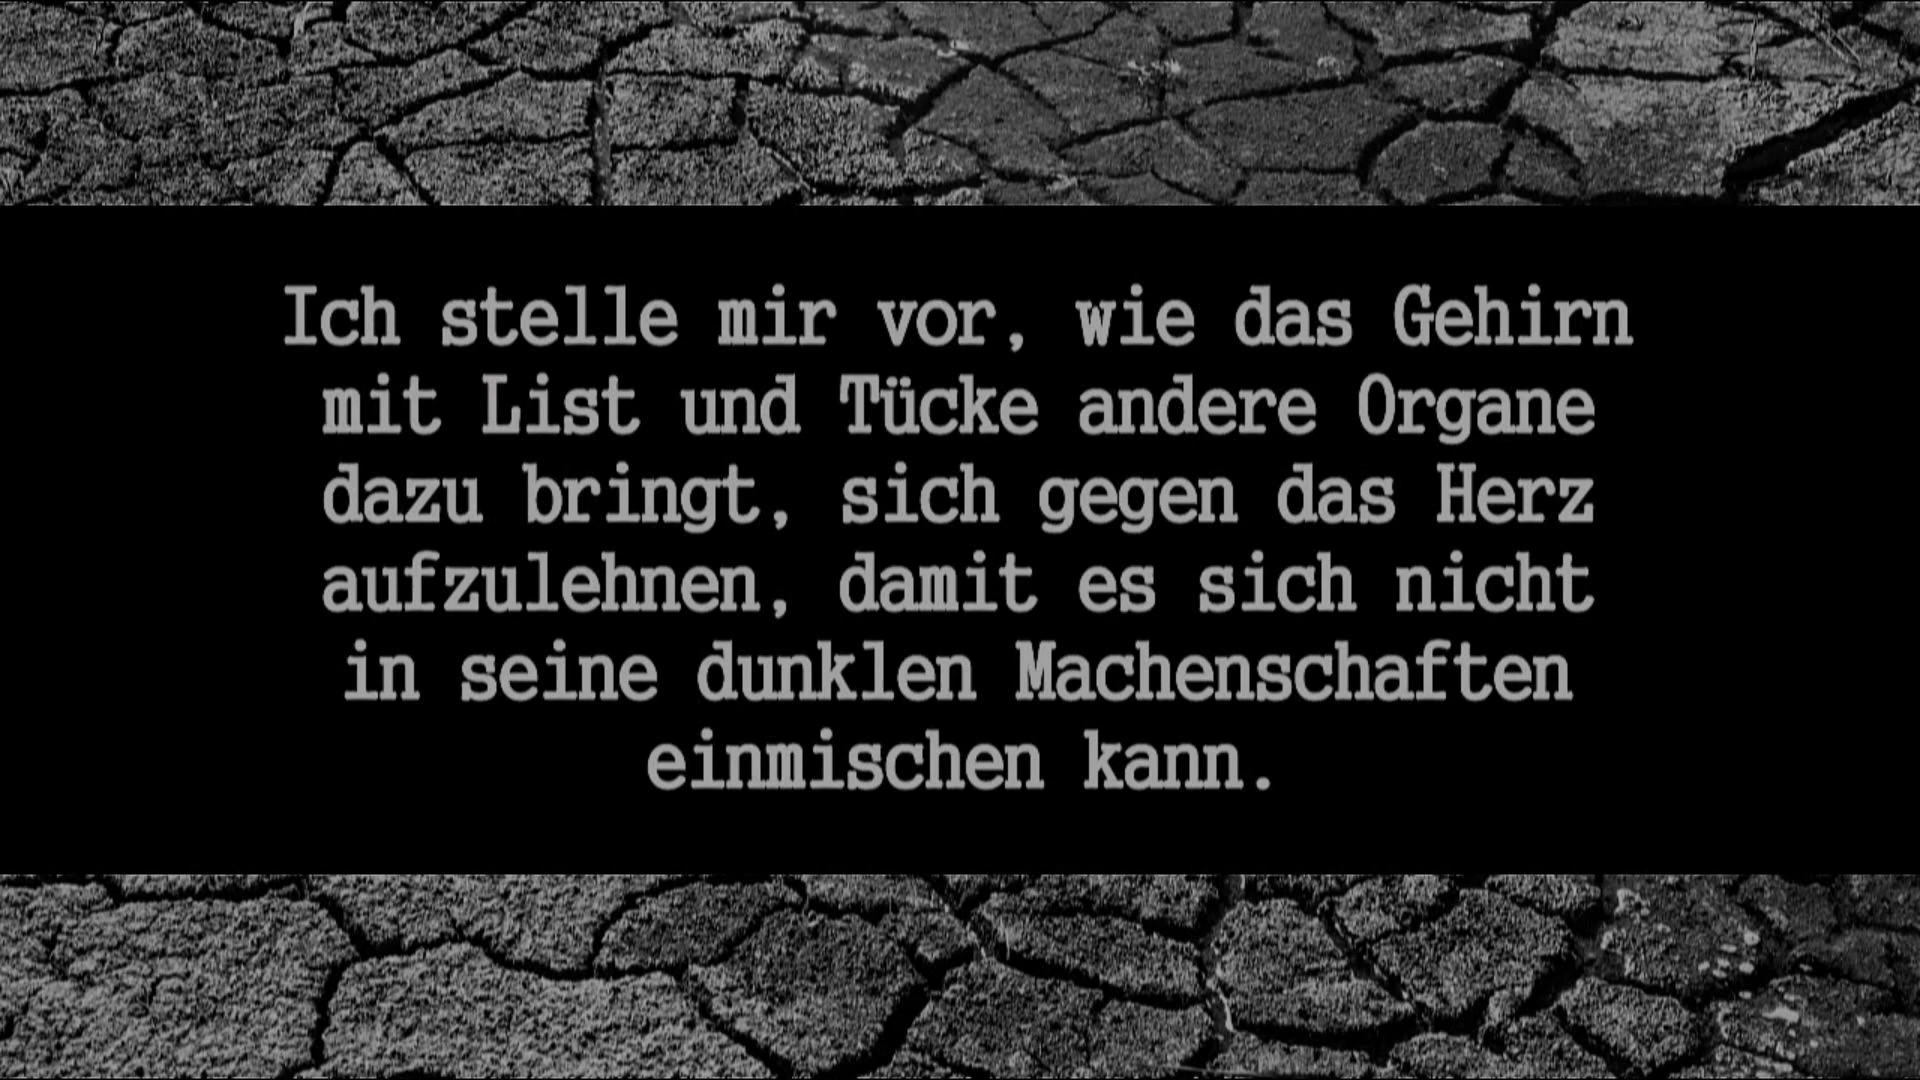 Ich stelle mir vor, wie das Gehirn
mit List und Tücke andere Organe
dazu bringt, sich gegen das Herz
aufzulehnen, damit es sich nicht
in seine dunklen Machenschaften
einmischen kann.